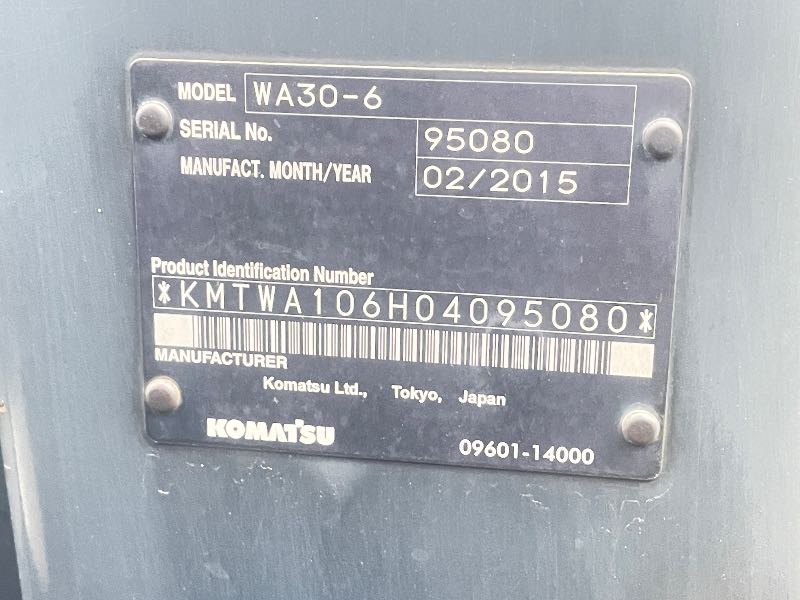 MODEL WA30-6
SERIAL No. 95080
MANUFACT. MONTH/YEAR 02/2015
Product Identification Number
*KMTWA106H04095080*
MANUFACTURER
Komatsu Ltd., Tokyo, Japan
KOMATSU 09601-14000